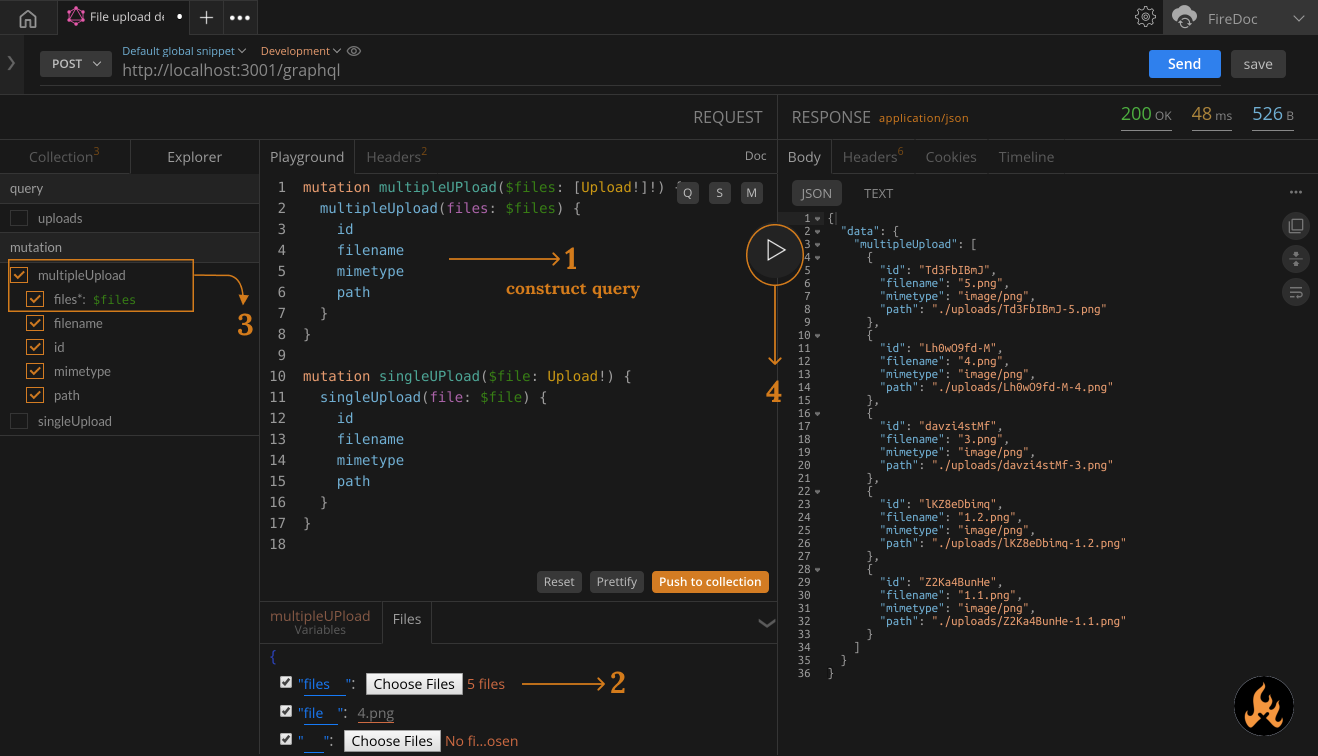 File upload de
FireDoc
POST
Default global snippet
Development
http://localhost:3001/graphql
Send
save
REQUEST
RESPONSE application/json
200 OK
48 ms
526 B
Collection3
Explorer
Playground
Headers2
Doc
Body
Headers6
Cookies
Timeline
query
uploads
mutation
multipleUpload
files*: $files
filename
id
mimetype
path
singleUpload
3
1 mutation multipleUPload($files: [Upload!]!) {
2 multipleUpload(files: $files) {
3 id
4 filename
5 mimetype
6 path
7 }
8 }
9
10 mutation singleUPload($file: Upload!) {
11 singleUpload(file: $file) {
12 id
13 filename
14 mimetype
15 path
16 }
17 }
18
Q
S
M
1
construct query
4
Reset
Prettify
Push to collection
multipleUPload
Variables
Files
{
"files ": Choose Files 5 files
2
"file ": 4.png
" ": Choose Files No fi...osen
JSON
TEXT
1 {
2 "data": {
3 "multipleUpload": [
4 {
5 "id": "Td3FbIBmJ",
6 "filename": "5.png",
7 "mimetype": "image/png",
8 "path": "./uploads/Td3FbIBmJ-5.png"
9 },
10 {
11 "id": "Lh0wO9fd-M",
12 "filename": "4.png",
13 "mimetype": "image/png",
14 "path": "./uploads/Lh0wO9fd-M-4.png"
15 },
16 {
17 "id": "davzi4stMf",
18 "filename": "3.png",
19 "mimetype": "image/png",
20 "path": "./uploads/davzi4stMf-3.png"
21 },
22 {
23 "id": "lKZ8eDbimq",
24 "filename": "1.2.png",
25 "mimetype": "image/png",
26 "path": "./uploads/lKZ8eDbimq-1.2.png"
27 },
28 {
29 "id": "Z2Ka4BunHe",
30 "filename": "1.1.png",
31 "mimetype": "image/png",
32 "path": "./uploads/Z2Ka4BunHe-1.1.png"
33 }
34 ]
35 }
36 }